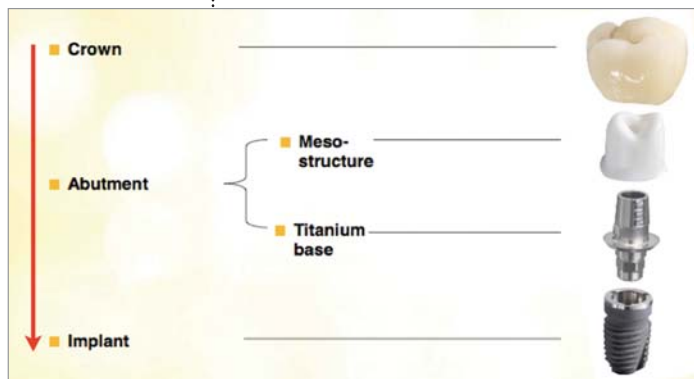 Crown
Meso-
structure
Abutment
Titanium
base
Implant